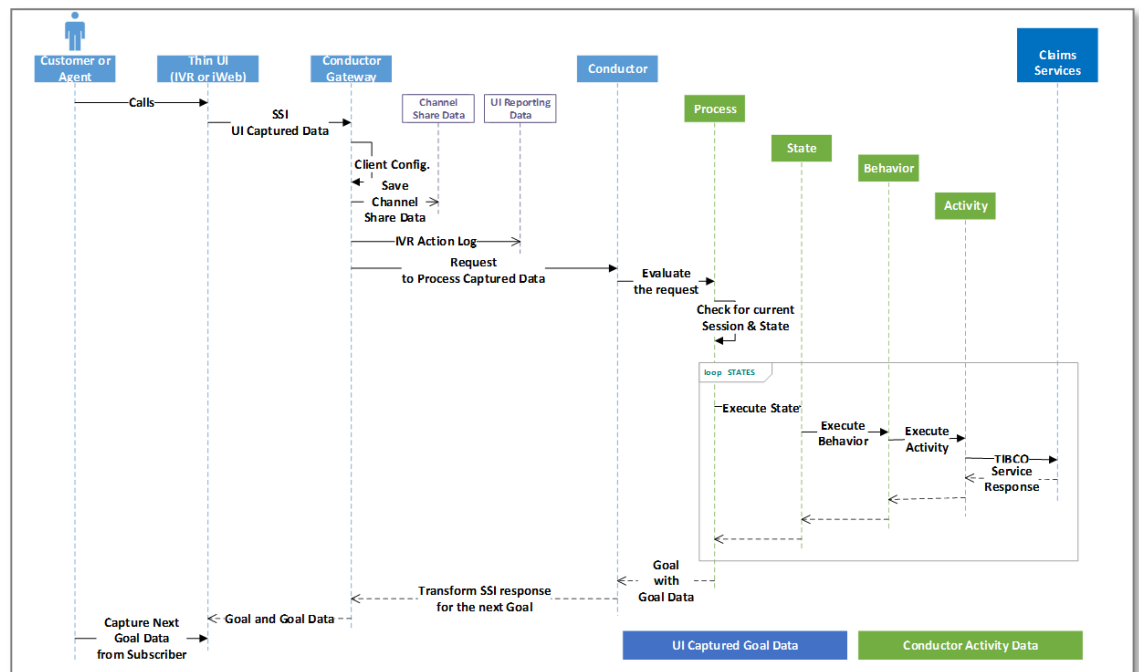 Customer or
Agent
Thin UI
(IVR or iWeb)
Conductor
Gateway
Conductor
Claims
Services
Calls
SSI
UI Captured Data
Channel
Share Data
UI Reporting
Data
Process
State
Behavior
Activity
Client Config.
Save
Channel
Share Data
IVR Action Log
Request
to Process Captured Data
Evaluate
the request
Check for current
Session & State
loop STATES
Execute State
Execute
Behavior
Execute
Activity
TIBCO
Service
Response
Goal
with
Goal Data
Transform SSI response
for the next Goal
Goal and Goal Data
Capture Next
Goal Data
from Subscriber
UI Captured Goal Data
Conductor Activity Data